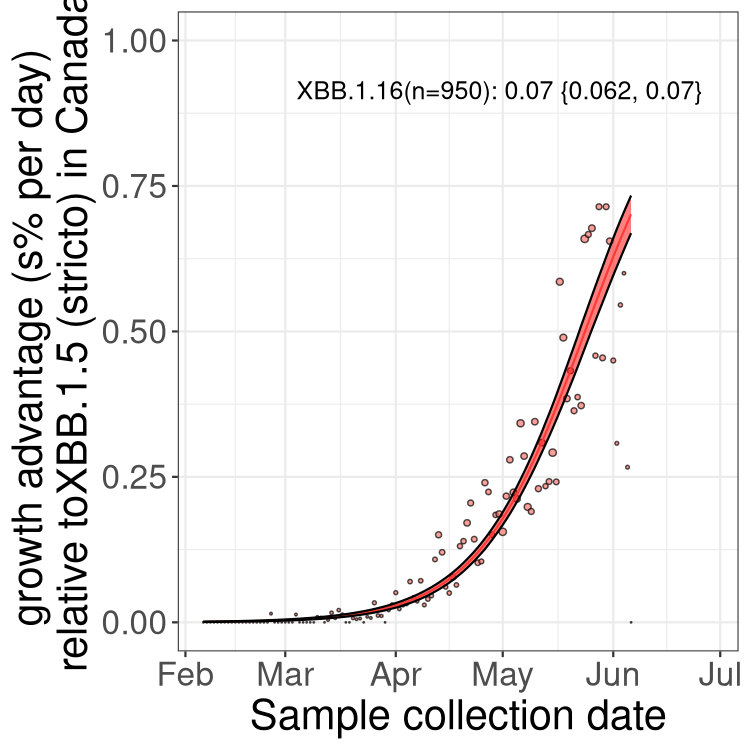 growth advantage (s% per day)
relative toXBB.1.5 (stricto) in Canada
1.00
0.75
0.50
0.25
0.00
XBB.1.16(n=950): 0.07 {0.062, 0.07}
Feb Mar Apr May Jun Jul
Sample collection date